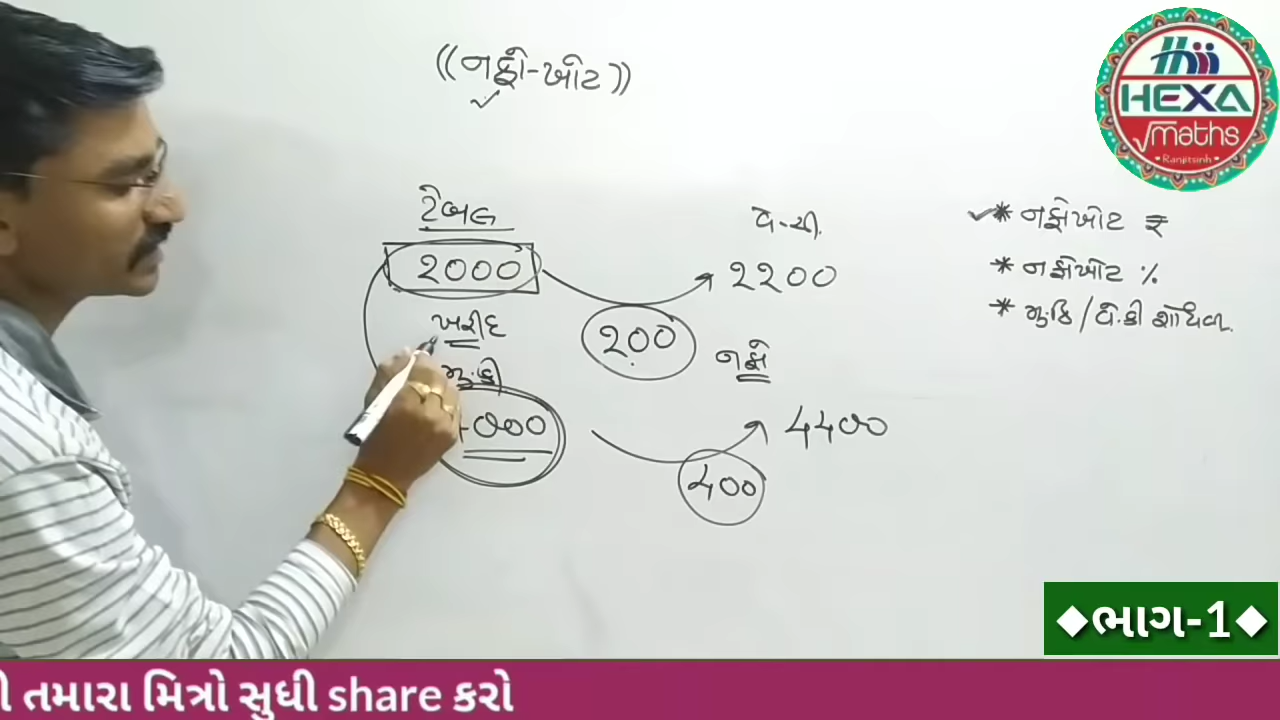 ((નફો-ખોટ))
ટેબલ
2000
ખરીદ
મૂ.કી
4000
200
વે-ચી.
2200
નફો
4400
400
* નફોખોટ ₹
* નફોખોટ %
* મૂ.કિ / વે.કી શોધવા.
HEXA
√maths
Ranjitsinh
◆ભાગ-1◆
તમારા મિત્રો સુધી share કરો